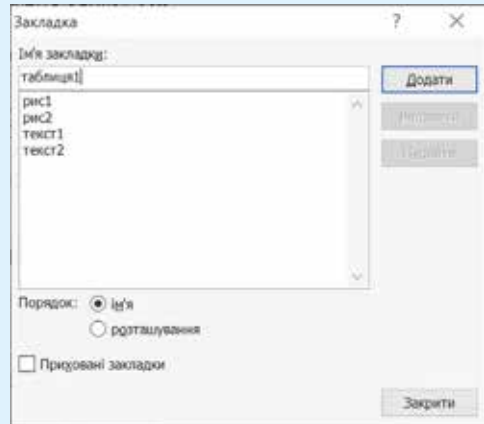 Закладка ? ×
Ім'я закладки:
таблиця1
Додати
рис1
рис2
текст1
текст2
Порядок: ім'я
розташування
Приховані закладки
Закрити